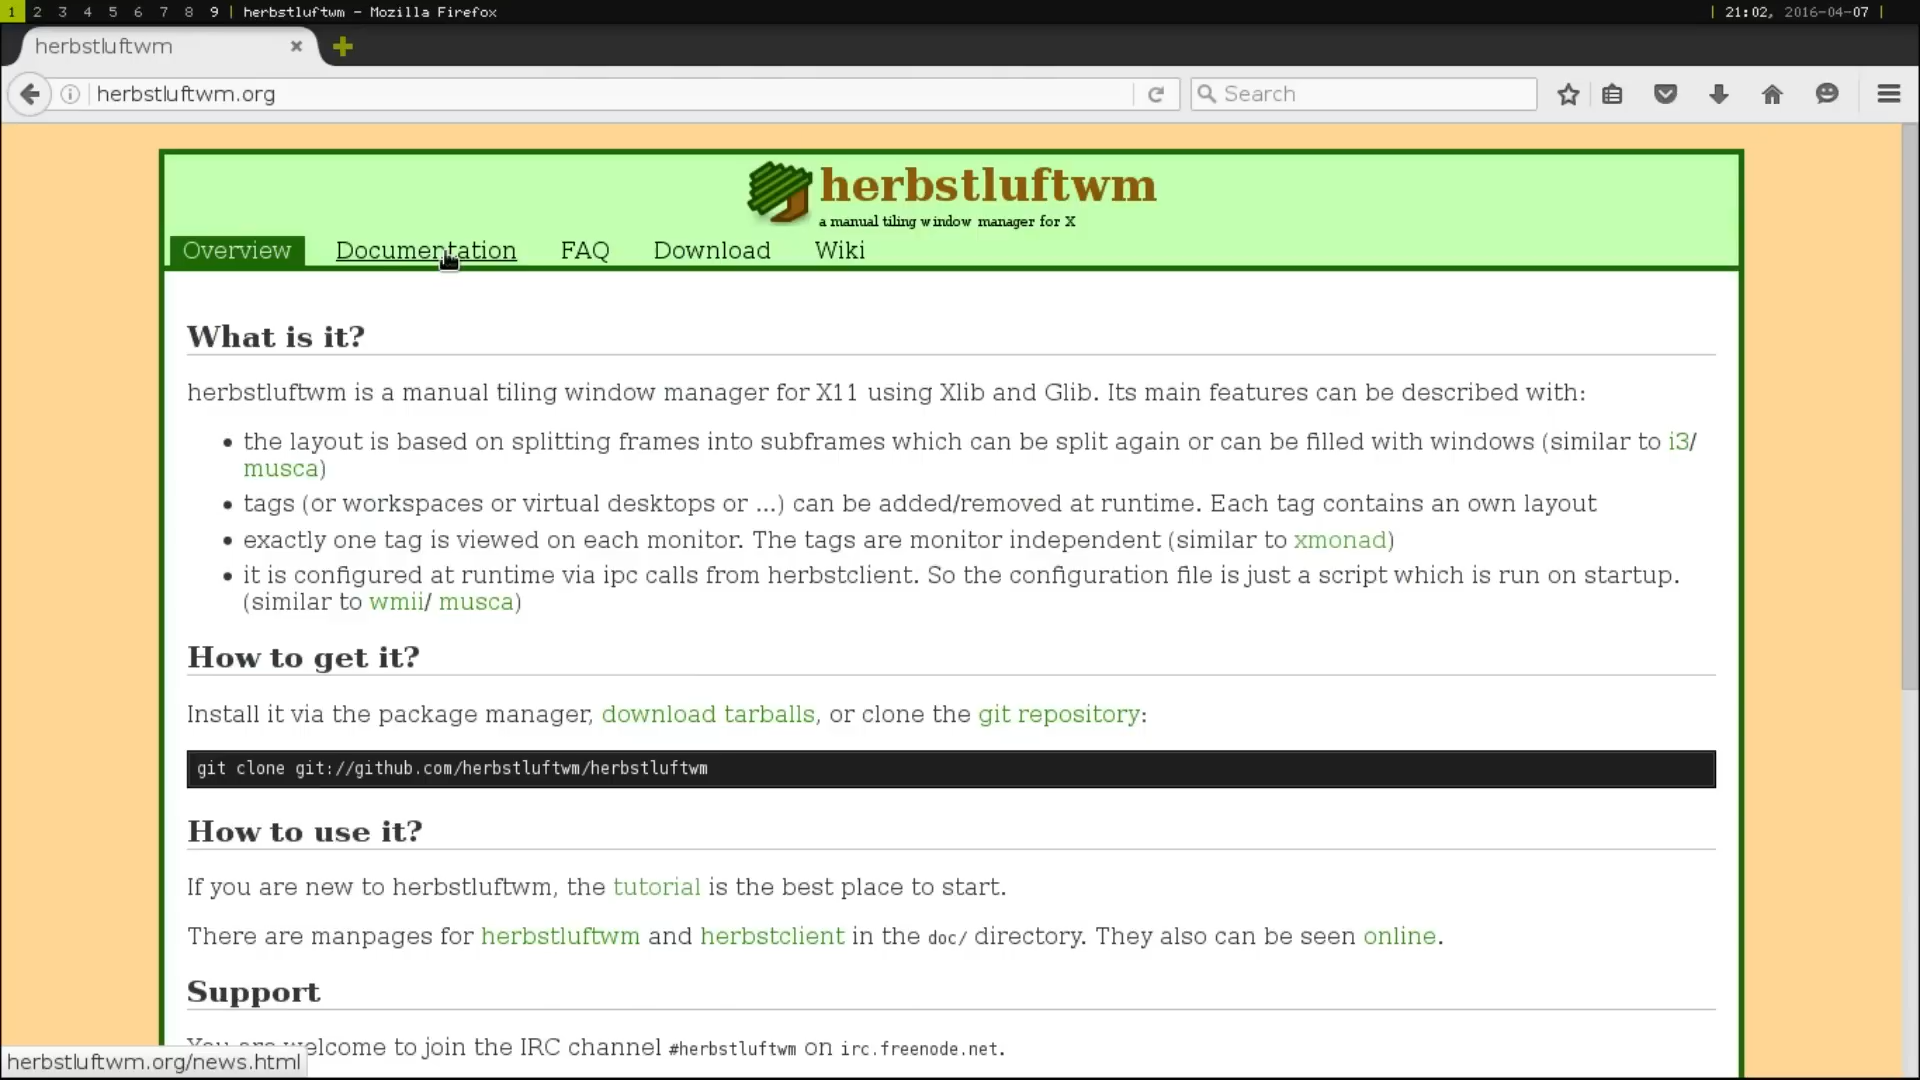 1 2 3 4 5 6 7 8 9 | herbstluftwm - Mozilla Firefox | 21:02, 2016-04-07 |
herbstluftwm
herbstluftwm.org
Search
herbstluftwm
a manual tiling window manager for X
Overview Documentation FAQ Download Wiki
What is it?
herbstluftwm is a manual tiling window manager for X11 using Xlib and Glib. Its main features can be described with:
• the layout is based on splitting frames into subframes which can be split again or can be filled with windows (similar to i3/
musca)
• tags (or workspaces or virtual desktops or ...) can be added/removed at runtime. Each tag contains an own layout
• exactly one tag is viewed on each monitor. The tags are monitor independent (similar to xmonad)
• it is configured at runtime via ipc calls from herbstclient. So the configuration file is just a script which is run on startup.
(similar to wmii/ musca)
How to get it?
Install it via the package manager, download tarballs, or clone the git repository:
git clone git://github.com/herbstluftwm/herbstluftwm
How to use it?
If you are new to herbstluftwm, the tutorial is the best place to start.
There are manpages for herbstluftwm and herbstclient in the doc/ directory. They also can be seen online.
Support
You are welcome to join the IRC channel #herbstluftwm on irc.freenode.net.
herbstluftwm.org/news.html